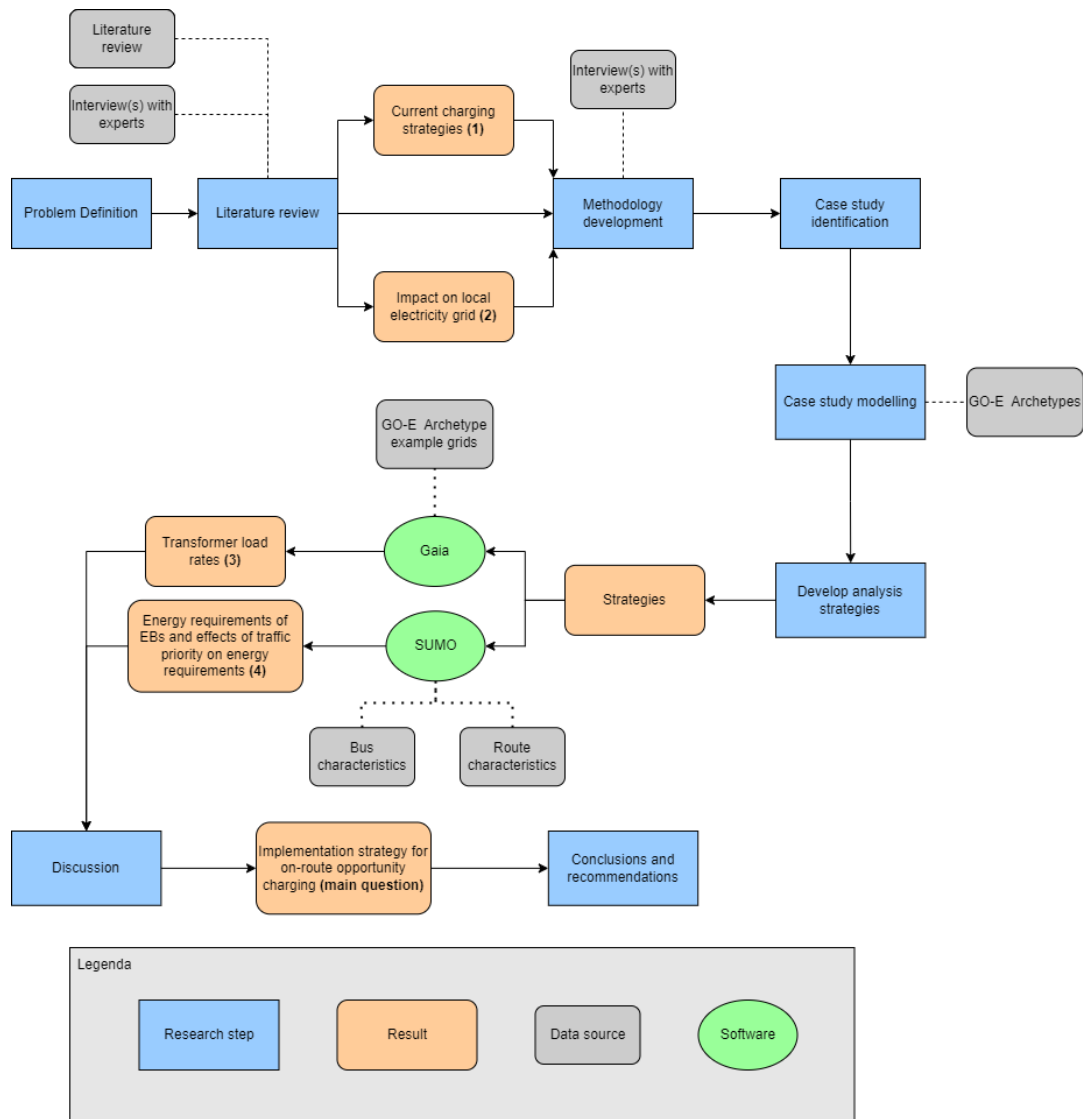 Literature
review
Interview(s) with
experts
Interview(s) with
experts
Current charging
strategies (1)
Problem Definition
Literature review
Methodology
development
Case study
identification
Impact on local
electricity grid (2)
Case study modelling
GO-E Archetypes
GO-E Archetype
example grids
Transformer load
rates (3)
Gaia
Strategies
Develop analysis
strategies
Energy requirements of
EBs and effects of traffic
priority on energy
requirements (4)
SUMO
Bus
characteristics
Route
characteristics
Discussion
Implementation strategy for
on-route opportunity
charging (main question)
Conclusions and
recommendations
Legenda
Research step
Result
Data source
Software